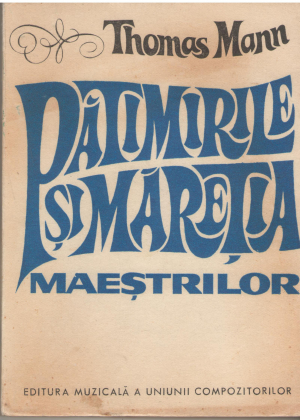 Thomas Mann
PĂTIMIRILE
ȘI MĂREȚIA
MAEȘTRILOR
EDITURA MUZICALĂ A UNIUNII COMPOZITORILOR